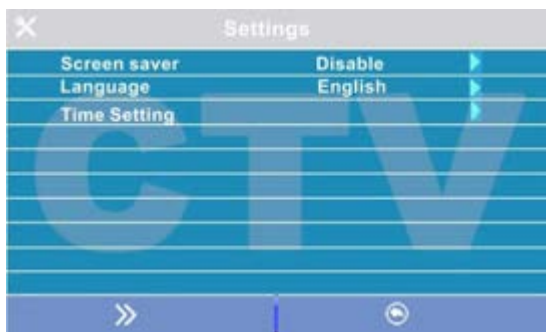 Settings
Screen saver Disable
Language English
Time Setting
CTV